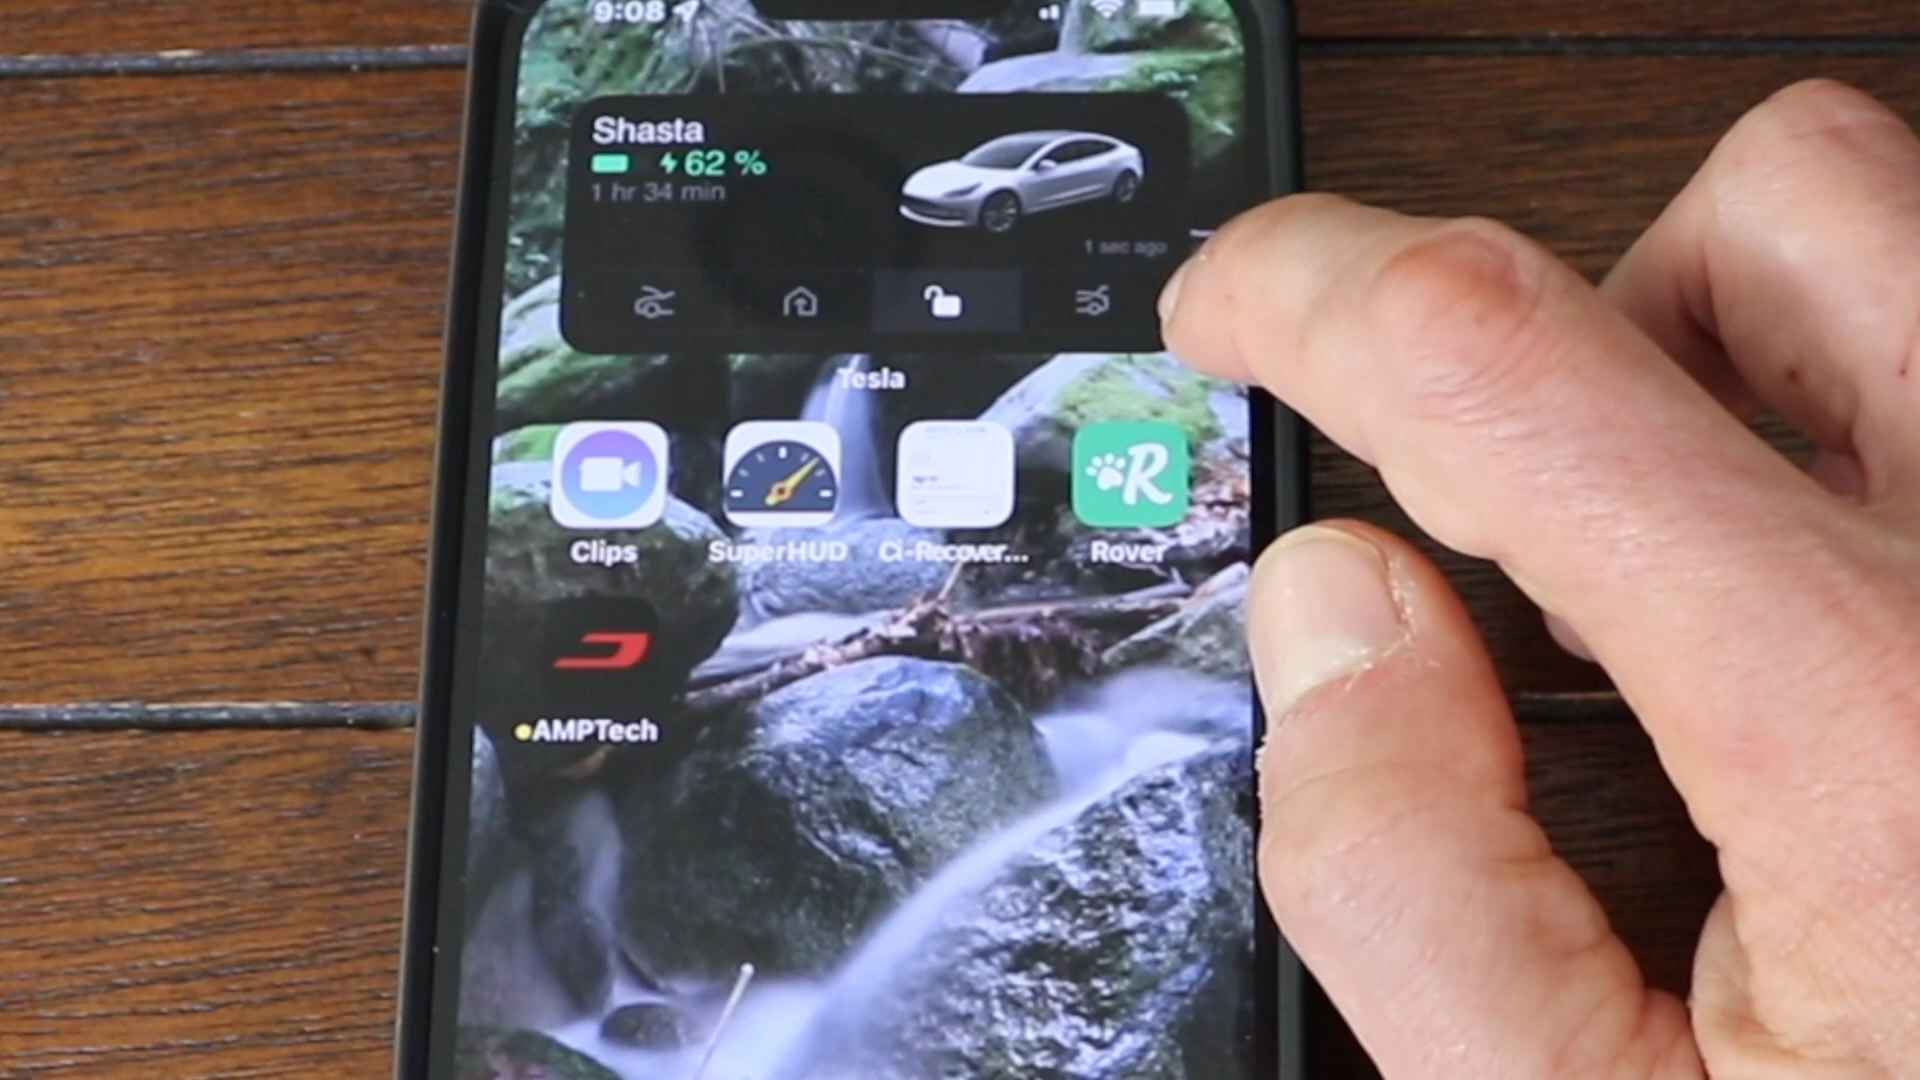 9:08
Shasta
62 %
1 hr 34 min
1 sec ago
Tesla
Clips
SuperHUD
Ci-Recover...
R
Rover
AMPTech